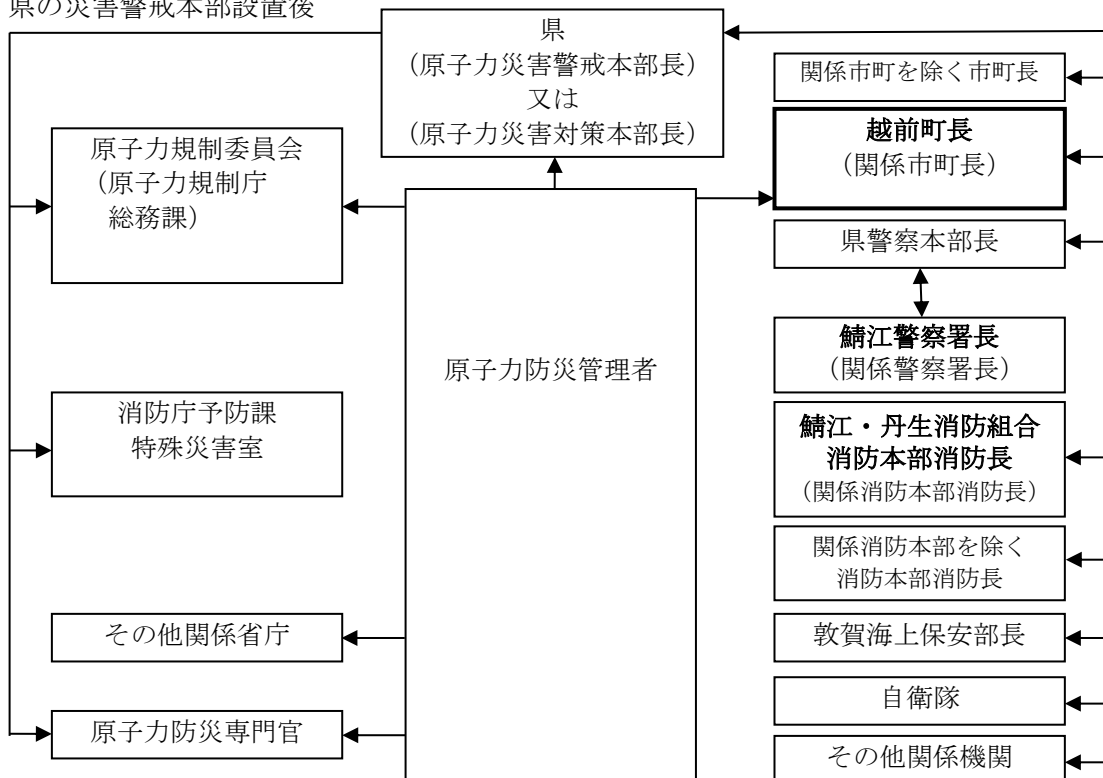 県の災害警戒本部設置後
県
（原子力災害警戒本部長）
又は
（原子力災害対策本部長）
原子力規制委員会
（原子力規制庁
総務課）
消防庁予防課
特殊災害室
その他関係省庁
原子力防災専門官
原子力防災管理者
関係市町を除く市町長
越前町長
（関係市町長）
県警察本部長
鯖江警察署長
（関係警察署長）
鯖江・丹生消防組合
消防本部消防長
（関係消防本部消防長）
関係消防本部を除く
消防本部消防長
敦賀海上保安部長
自衛隊
その他関係機関